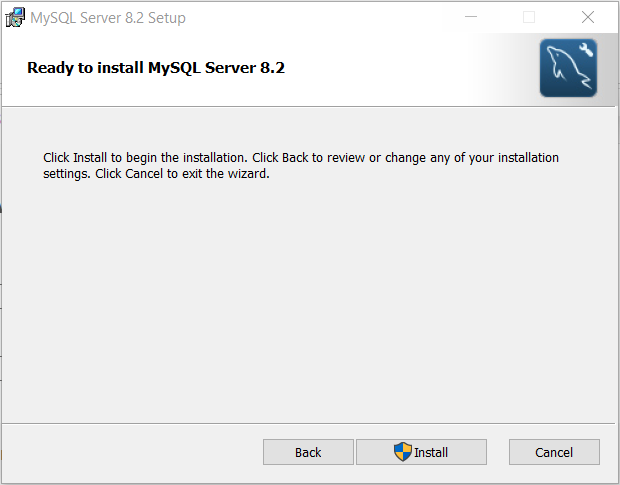 MySQL Server 8.2 Setup
Ready to install MySQL Server 8.2
Click Install to begin the installation. Click Back to review or change any of your installation
settings. Click Cancel to exit the wizard.
Back
Install
Cancel